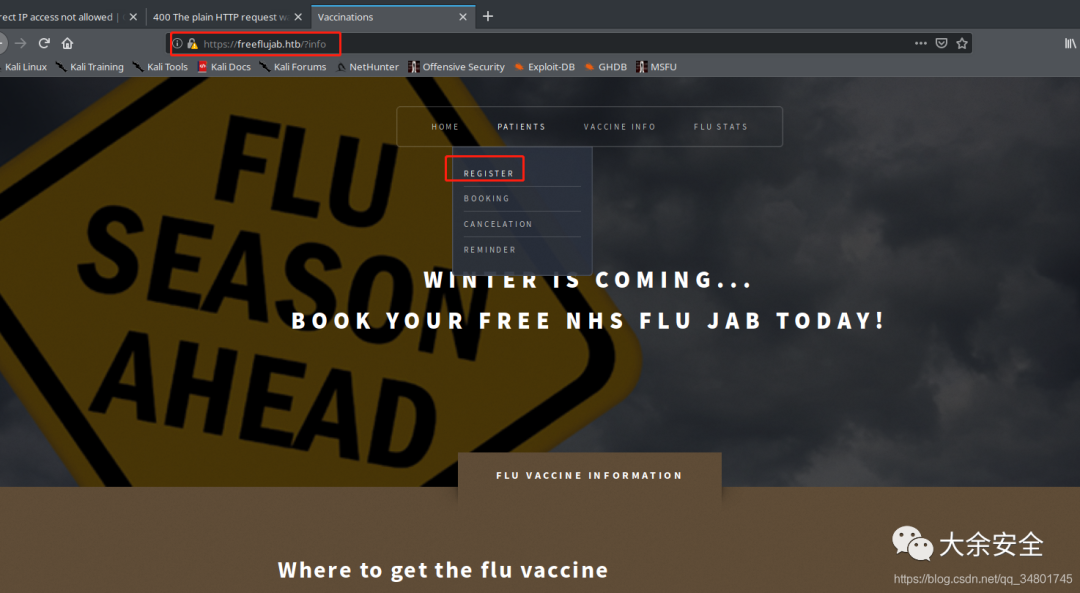 rect IP access not allowed |
400 The plain HTTP request wa
Vaccinations
https://freeflujab.htb/?info
Kali Linux
Kali Training
Kali Tools
Kali Docs
Kali Forums
NetHunter
Offensive Security
Exploit-DB
GHDB
MSFU
HOME
PATIENTS
VACCINE INFO
FLU STATS
REGISTER
BOOKING
CANCELATION
REMINDER
FLU
SEASON
AHEAD
WINTER IS COMING...
BOOK YOUR FREE NHS FLU JAB TODAY!
FLU VACCINE INFORMATION
Where to get the flu vaccine
大余安全
https://blog.csdn.net/qq_34801745